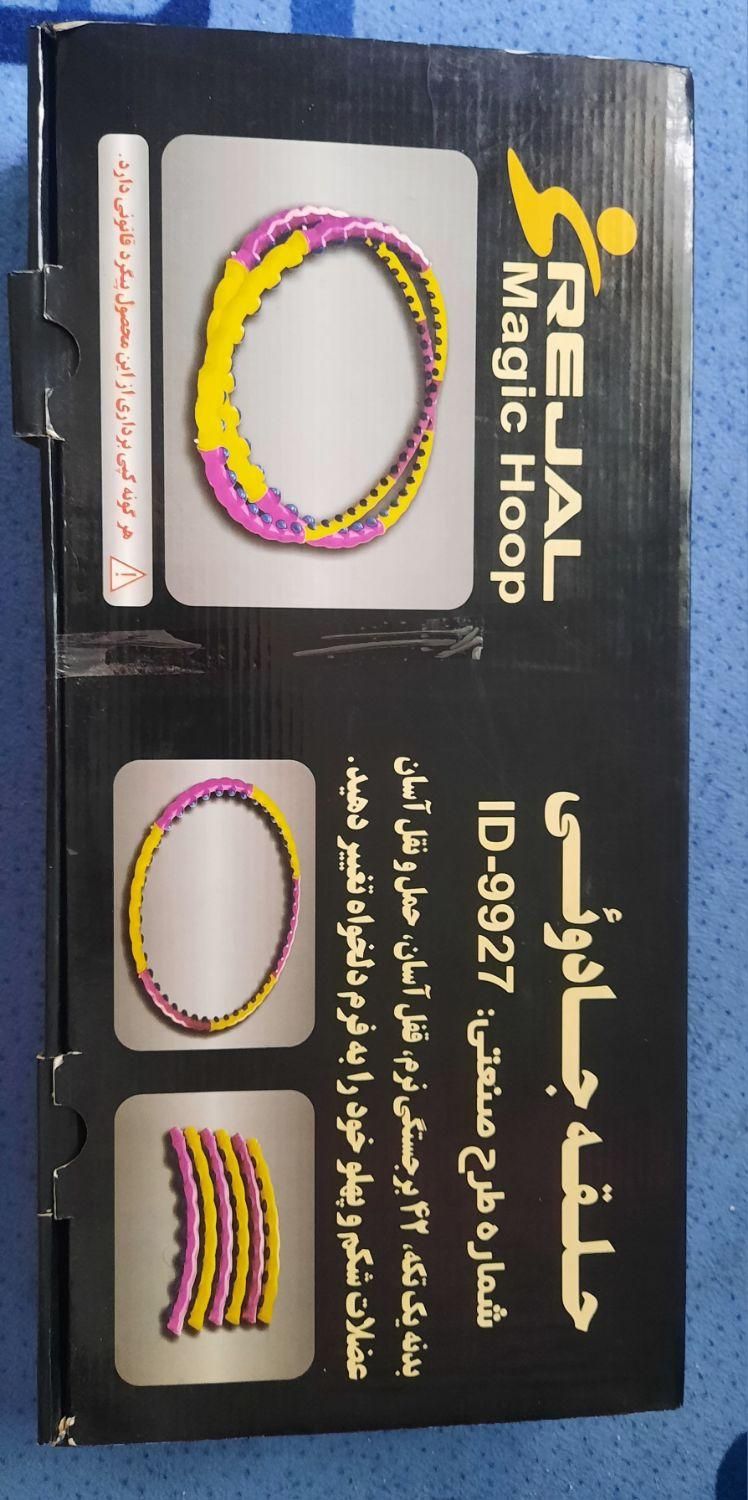 REJAL
Magic Hoop
هر گونه کپی برداری از این محصول پیگرد قانونی دارد.
حلقه جادوئی
شماره طرح صنعتی: ID-9927
بدنه یک تکه، ۴۲ برجستگی نرم، قفل آسان، حمل و نقل آسان
عضلات شکم و پهلو خود را به فرم دلخواه تغییر دهید.